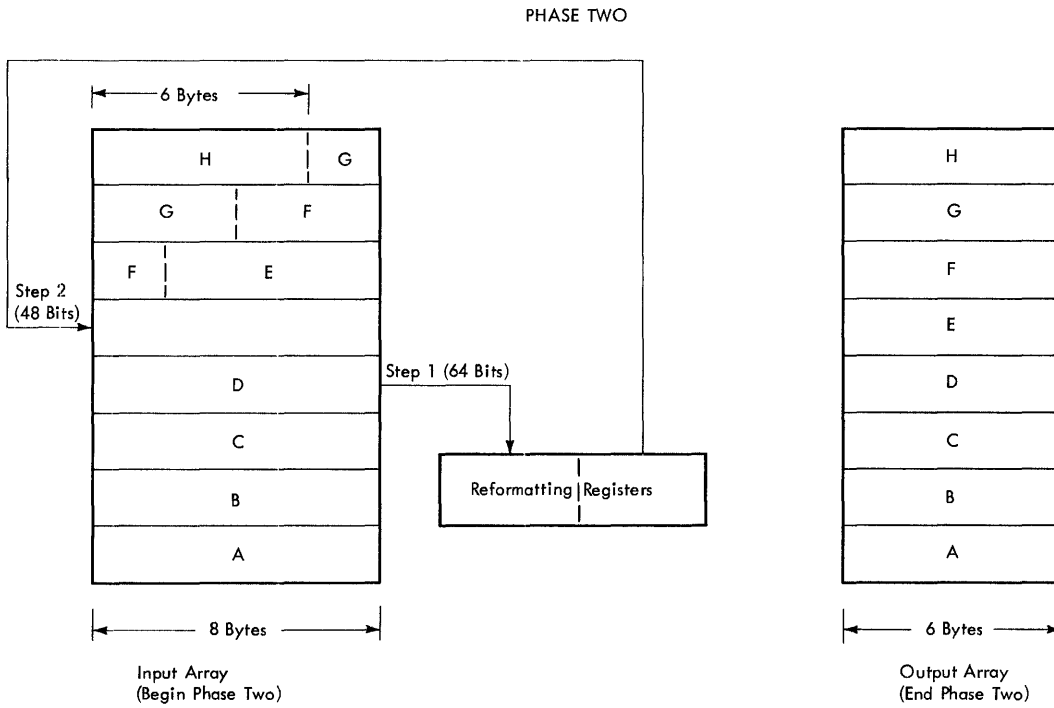 PHASE TWO
6 Bytes
H G
G F
F E
Step 2
(48 Bits)
D
Step 1 (64 Bits)
C
B
A
Reformatting Registers
8 Bytes
Input Array
(Begin Phase Two)
H
G
F
E
D
C
B
A
6 Bytes
Output Array
(End Phase Two)